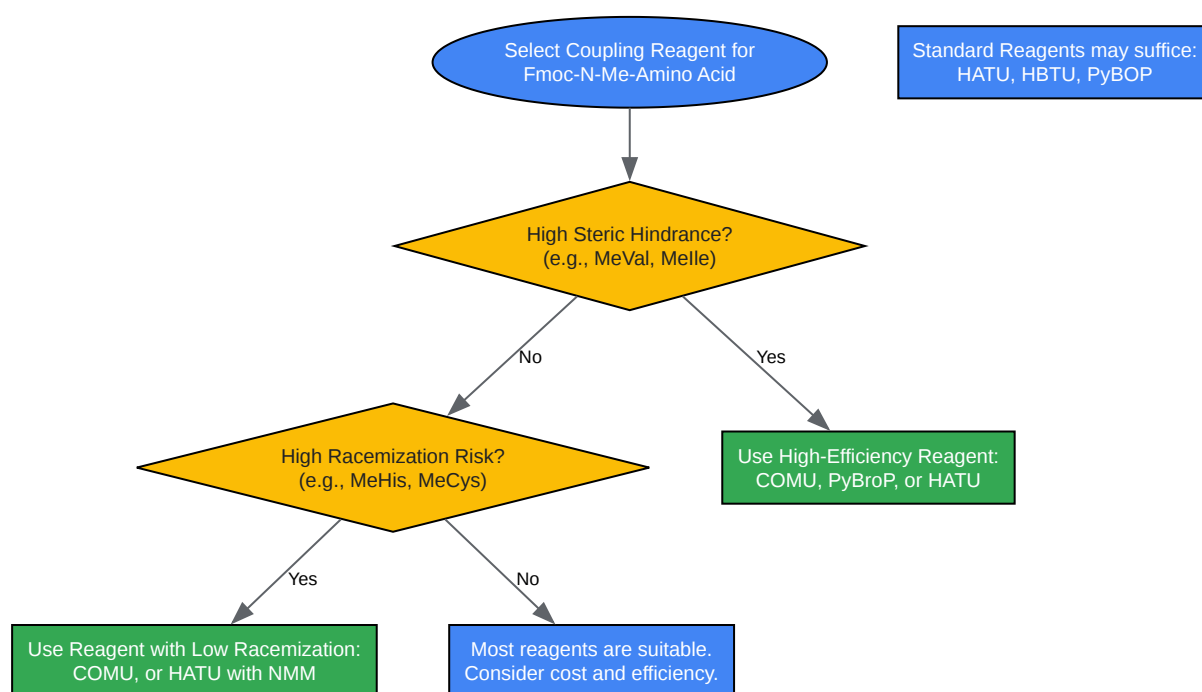 Select Coupling Reagent for
Fmoc-N-Me-Amino Acid
Standard Reagents may suffice:
HATU, HBTU, PyBOP
High Steric Hindrance?
(e.g., MeVal, MeIle)
No
Yes
High Racemization Risk?
(e.g., MeHis, MeCys)
Use High-Efficiency Reagent:
COMU, PyBroP, or HATU
Yes
No
Use Reagent with Low Racemization:
COMU, or HATU with NMM
Most reagents are suitable.
Consider cost and efficiency.